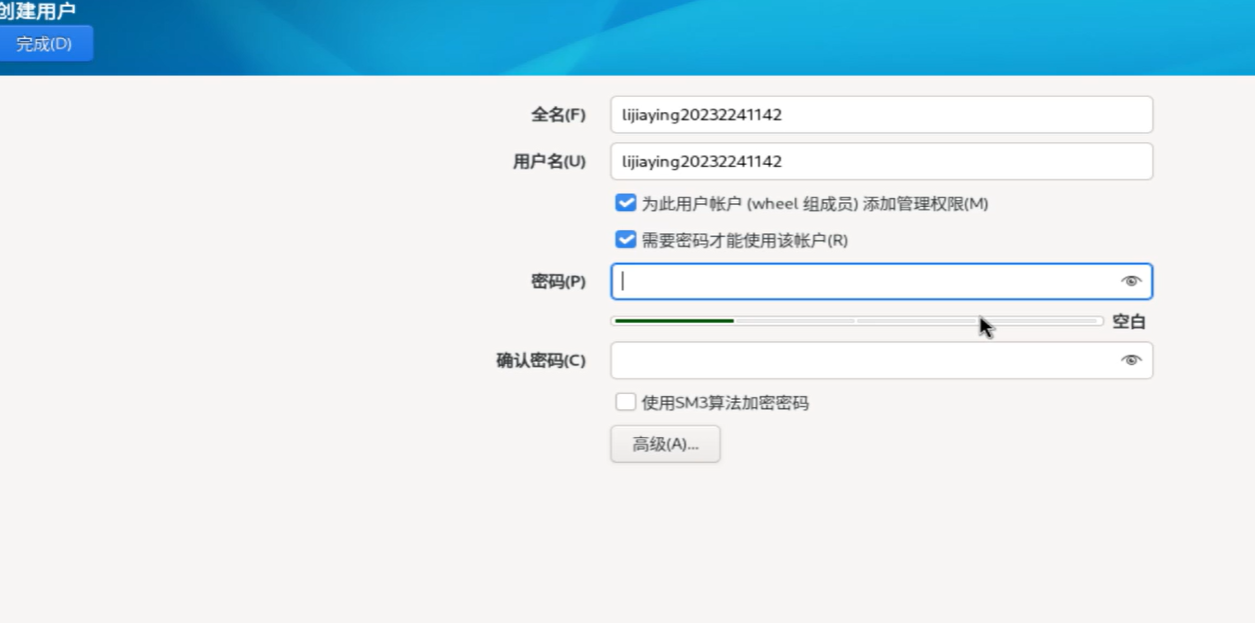 创建用户
完成(D)
全名(F) lijiaying20232241142
用户名(U) lijiaying20232241142
为此用户帐户 (wheel 组成员) 添加管理权限(M)
需要密码才能使用该帐户(R)
密码(P)
空白
确认密码(C)
使用SM3算法加密密码
高级(A)...